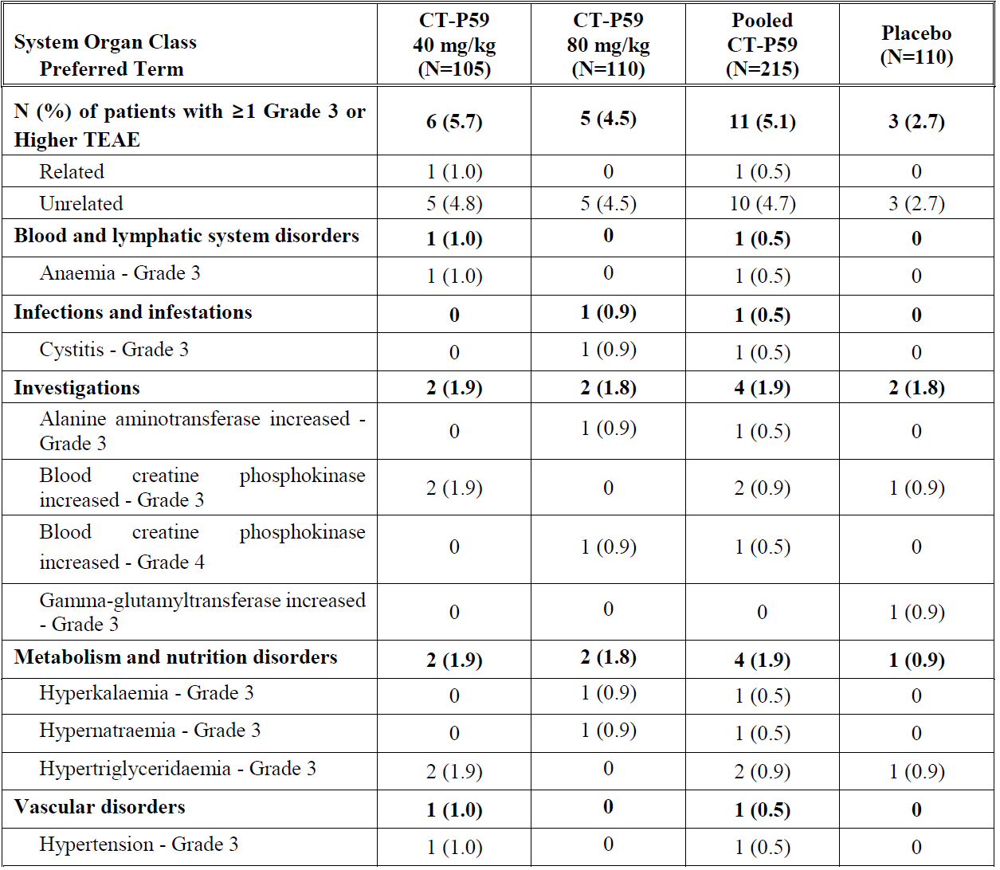 System Organ Class
Preferred Term
CT-P59
40 mg/kg
(N=105)
CT-P59
80 mg/kg
(N=110)
Pooled
CT-P59
(N=215)
Placebo
(N=110)
N (%) of patients with ≥1 Grade 3 or
Higher TEAE
6 (5.7)
5 (4.5)
11 (5.1)
3 (2.7)
Related
1 (1.0)
0
1 (0.5)
0
Unrelated
5 (4.8)
5 (4.5)
10 (4.7)
3 (2.7)
Blood and lymphatic system disorders
1 (1.0)
0
1 (0.5)
0
Anaemia - Grade 3
1 (1.0)
0
1 (0.5)
0
Infections and infestations
0
1 (0.9)
1 (0.5)
0
Cystitis - Grade 3
0
1 (0.9)
1 (0.5)
0
Investigations
2 (1.9)
2 (1.8)
4 (1.9)
2 (1.8)
Alanine aminotransferase increased -
Grade 3
0
1 (0.9)
1 (0.5)
0
Blood creatine phosphokinase
increased - Grade 3
2 (1.9)
0
2 (0.9)
1 (0.9)
Blood creatine phosphokinase
increased - Grade 4
0
1 (0.9)
1 (0.5)
0
Gamma-glutamyltransferase increased
- Grade 3
0
0
0
1 (0.9)
Metabolism and nutrition disorders
2 (1.9)
2 (1.8)
4 (1.9)
1 (0.9)
Hyperkalaemia - Grade 3
0
1 (0.9)
1 (0.5)
0
Hypernatraemia - Grade 3
0
1 (0.9)
1 (0.5)
0
Hypertriglyceridaemia - Grade 3
2 (1.9)
0
2 (0.9)
1 (0.9)
Vascular disorders
1 (1.0)
0
1 (0.5)
0
Hypertension - Grade 3
1 (1.0)
0
1 (0.5)
0